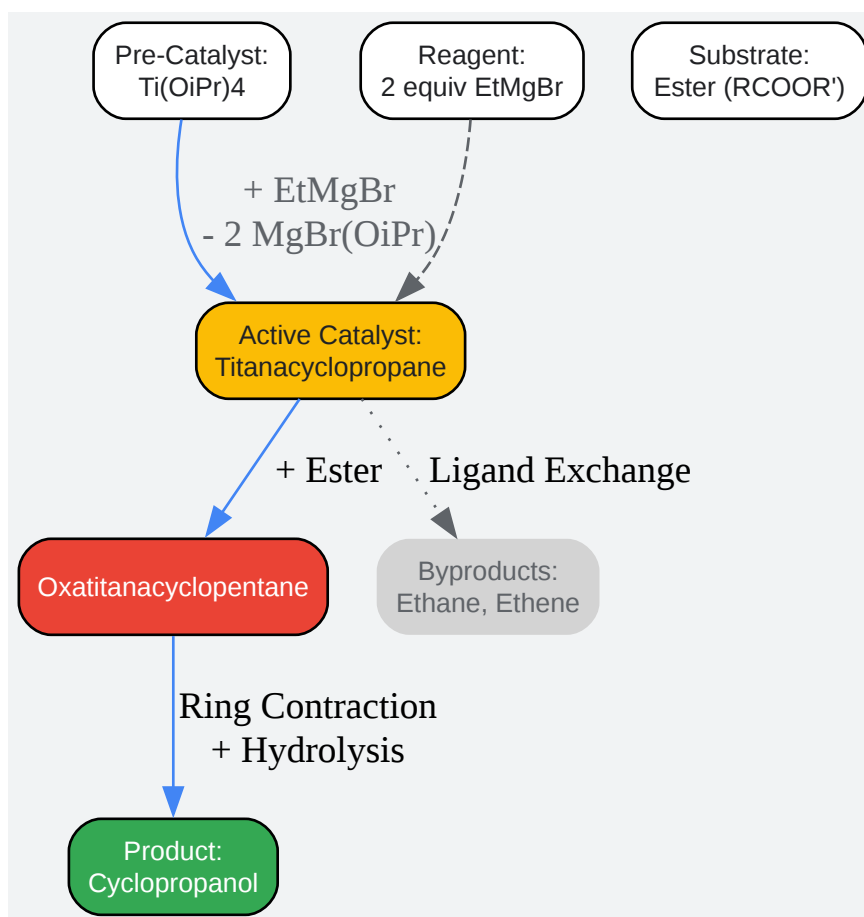 Pre-Catalyst:
Ti(OiPr)4
Reagent:
2 equiv EtMgBr
Substrate:
Ester (RCOOR')
+ EtMgBr
- 2 MgBr(OiPr)
Active Catalyst:
Titanacyclopropane
+ Ester
Ligand Exchange
Oxatitanacyclopentane
Byproducts:
Ethane, Ethene
Ring Contraction
+ Hydrolysis
Product:
Cyclopropanol